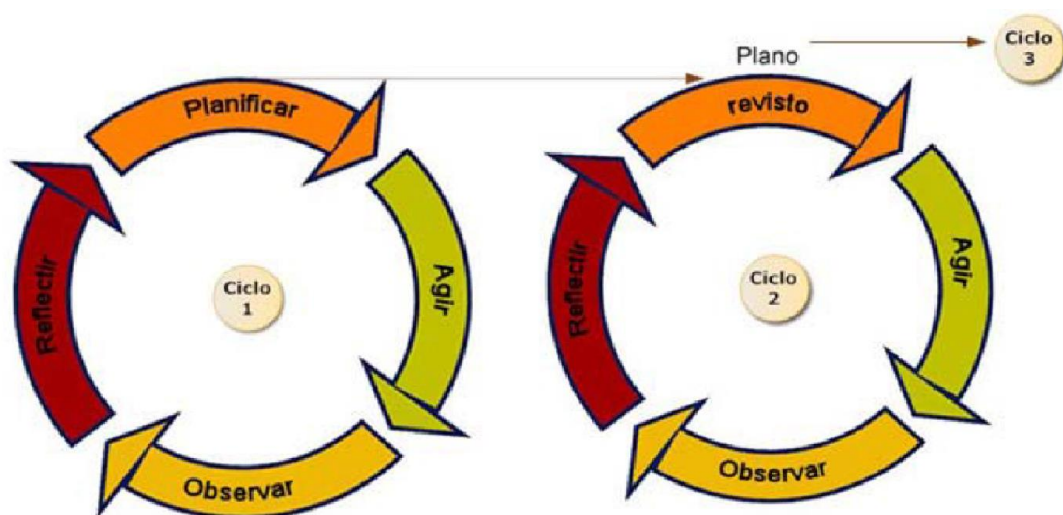 Planificar
Agir
Observar
Reflectir
Ciclo
1
Plano
revisto
Agir
Observar
Reflectir
Ciclo
2
Ciclo
3